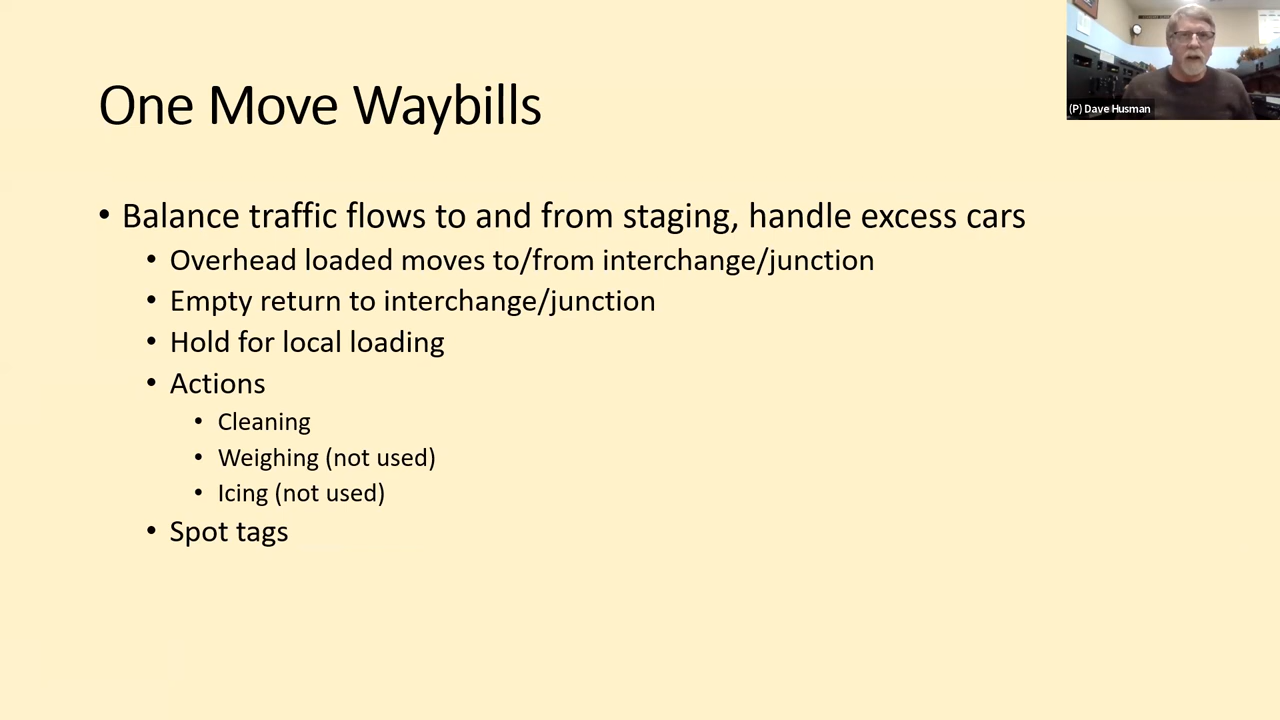 One Move Waybills
• Balance traffic flows to and from staging, handle excess cars
• Overhead loaded moves to/from interchange/junction
• Empty return to interchange/junction
• Hold for local loading
• Actions
• Cleaning
• Weighing (not used)
• Icing (not used)
• Spot tags
(P) Dave Husman